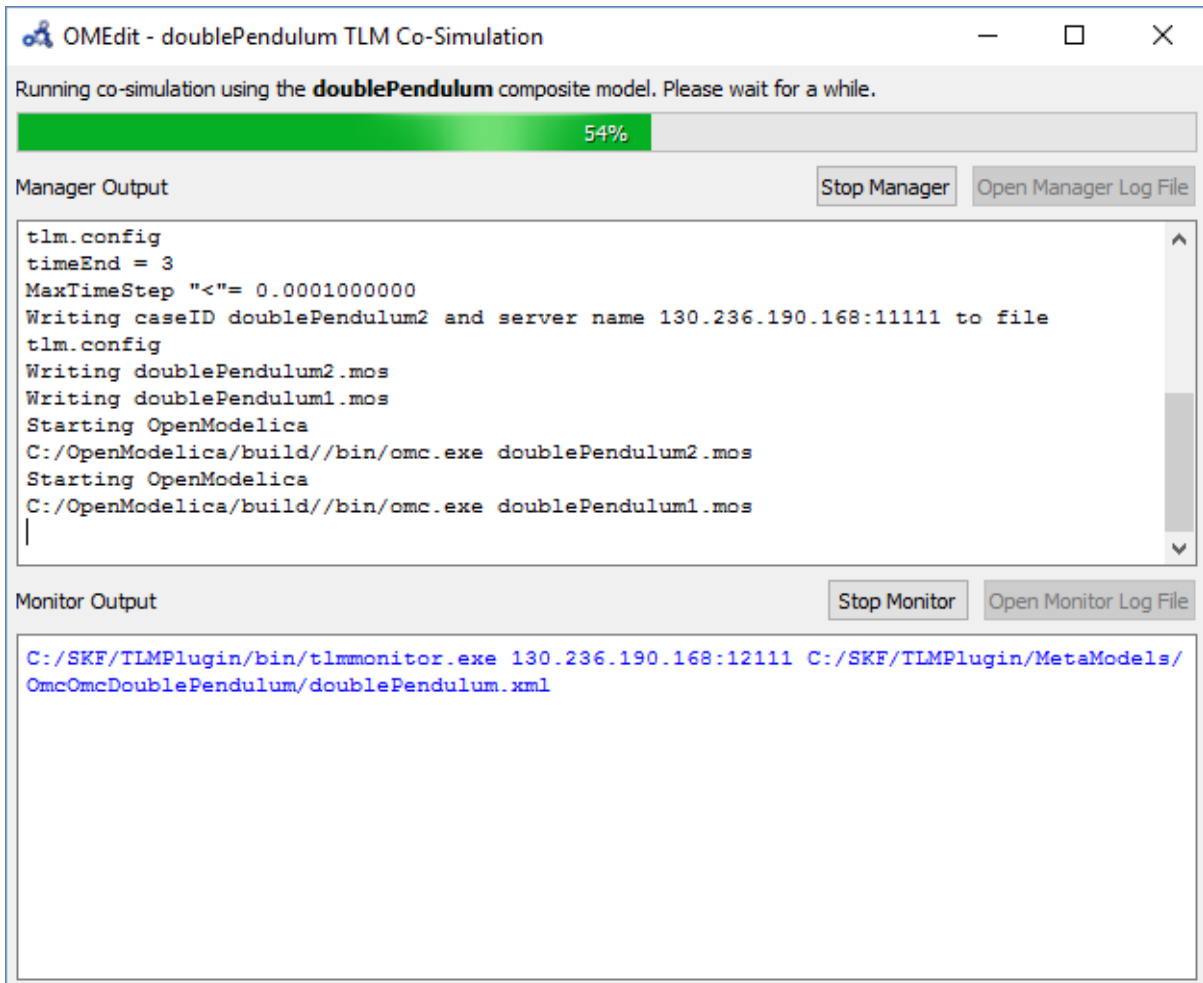 OMEdit - doublePendulum TLM Co-Simulation
Running co-simulation using the doublePendulum composite model. Please wait for a while.
54%
Manager Output
Stop Manager
Open Manager Log File
tlm.config
timeEnd = 3
MaxTimeStep "<"= 0.0001000000
Writing caseID doublePendulum2 and server name 130.236.190.168:11111 to file
tlm.config
Writing doublePendulum2.mos
Writing doublePendulum1.mos
Starting OpenModelica
C:/OpenModelica/build//bin/omc.exe doublePendulum2.mos
Starting OpenModelica
C:/OpenModelica/build//bin/omc.exe doublePendulum1.mos
Monitor Output
Stop Monitor
Open Monitor Log File
C:/SKF/TLMPlugin/bin/tlmmonitor.exe 130.236.190.168:12111 C:/SKF/TLMPlugin/MetaModels/
OmcOmcDoublePendulum/doublePendulum.xml